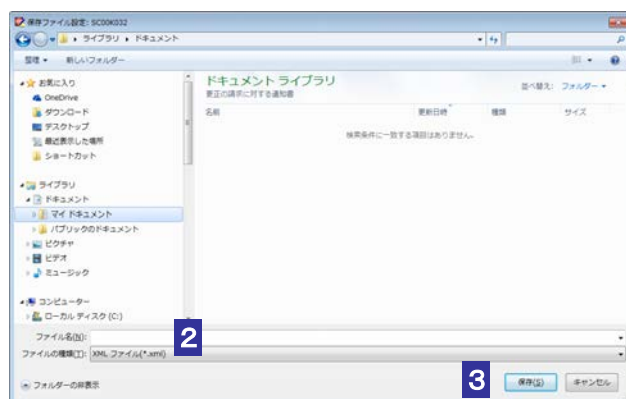 保存ファイル設定: SC00K032
ライブラリ ▸ ドキュメント ▸
整理 ▾ 新しいフォルダー
お気に入り
OneDrive
ダウンロード
デスクトップ
最近表示した場所
ショートカット
ライブラリ
ドキュメント
マイ ドキュメント
パブリックのドキュメント
ピクチャ
ビデオ
ミュージック
コンピューター
ローカル ディスク (C:)
ドキュメント ライブラリ
更正の請求に対する通知書
並べ替え: フォルダー ▾
名前 更新日時 種類 サイズ
検索条件に一致する項目はありません。
ファイル名(N):
2
ファイルの種類(T): XML ファイル(*.xml)
フォルダーの非表示
3
保存(S) キャンセル